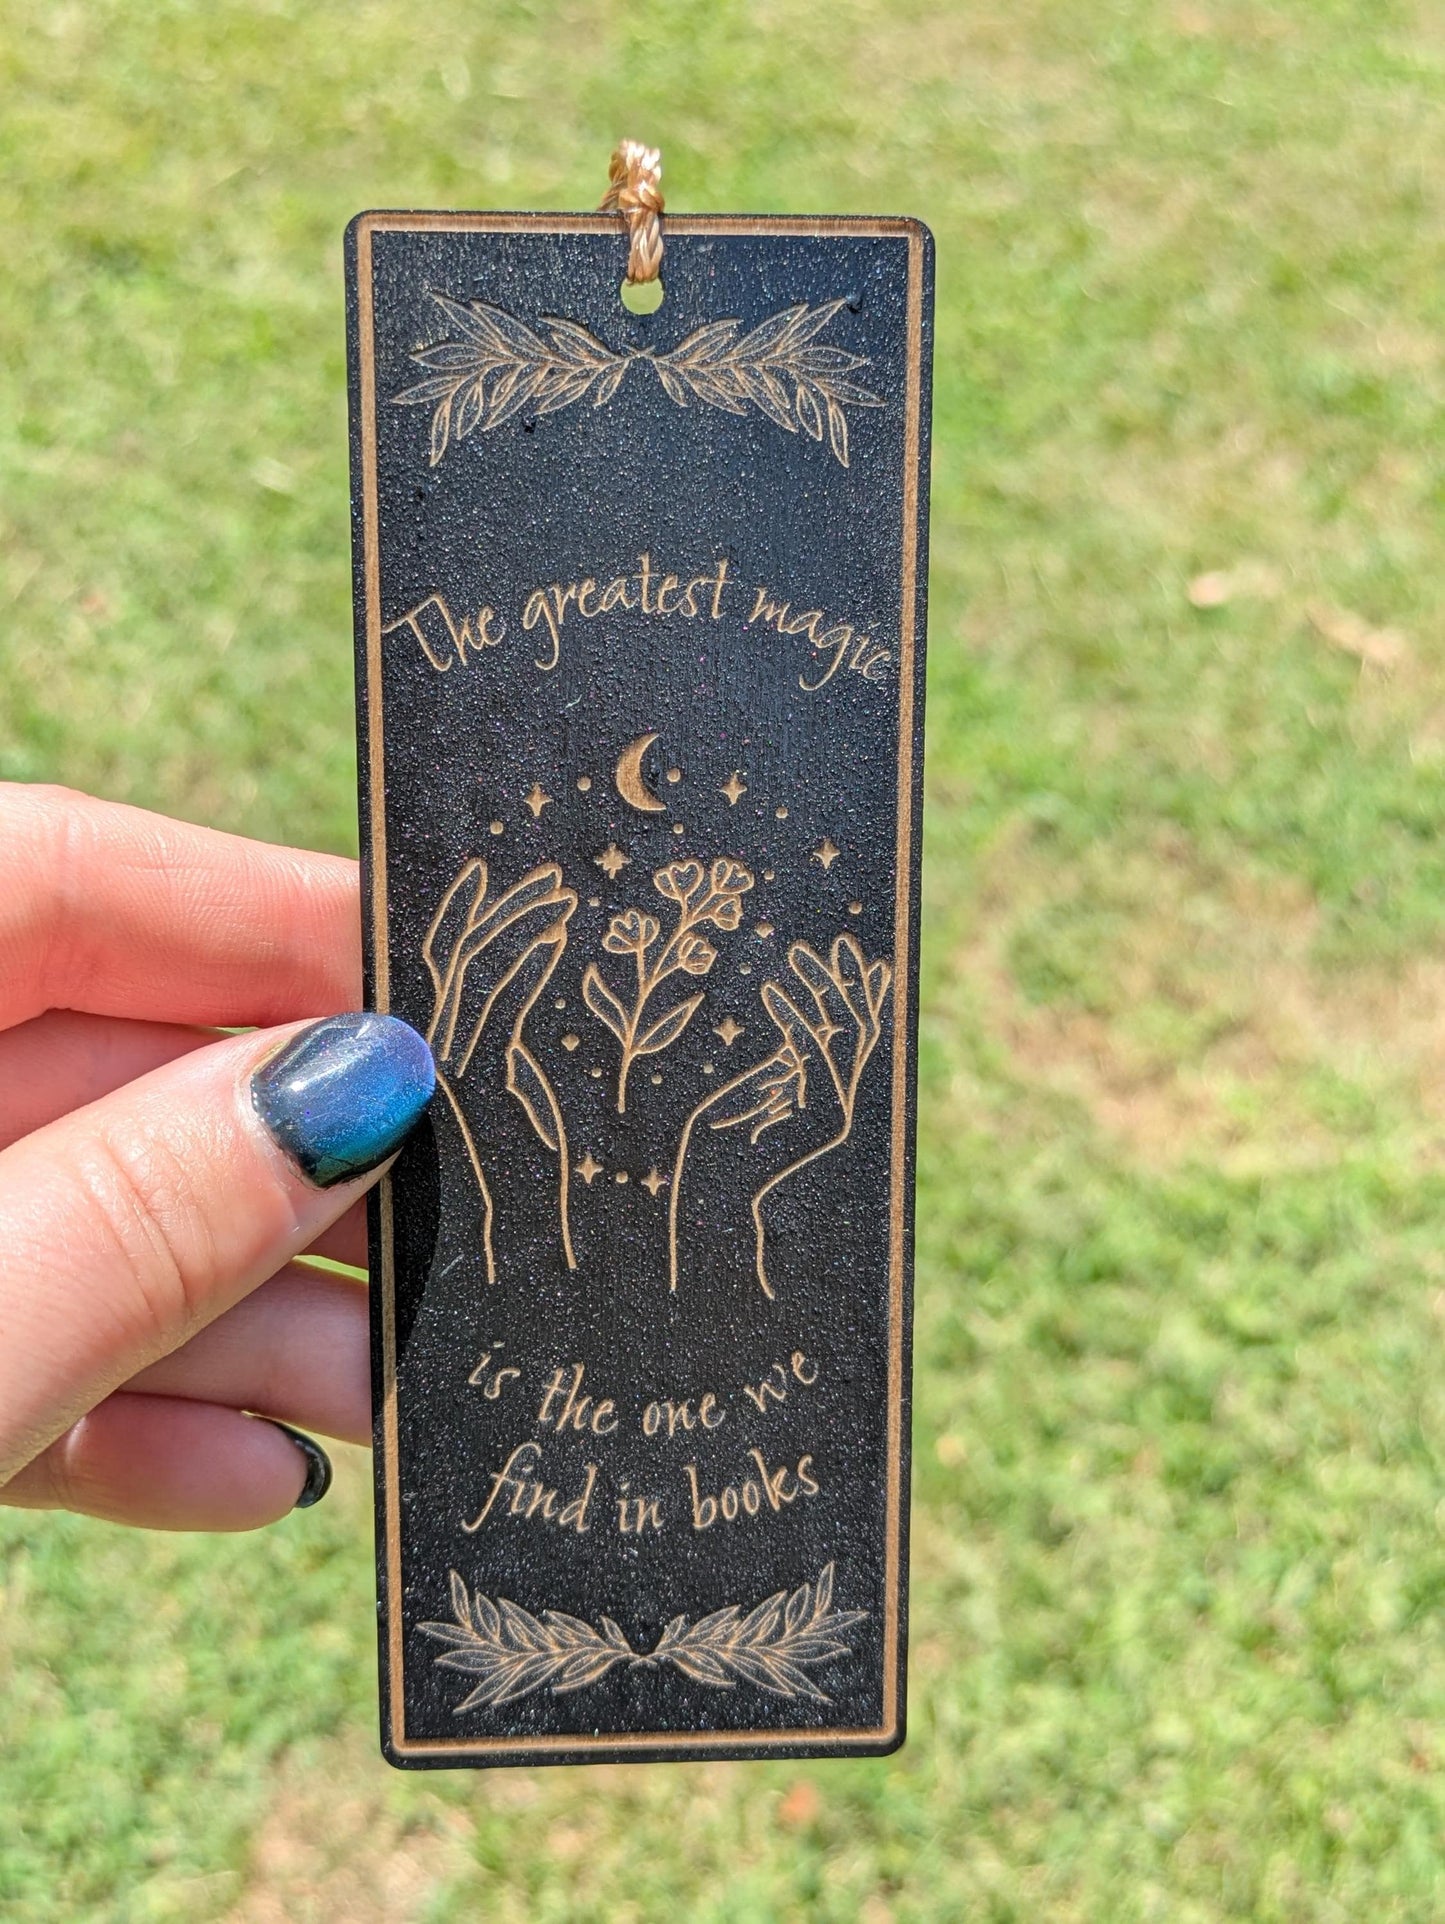 The greatest magic
is the one we
find in books